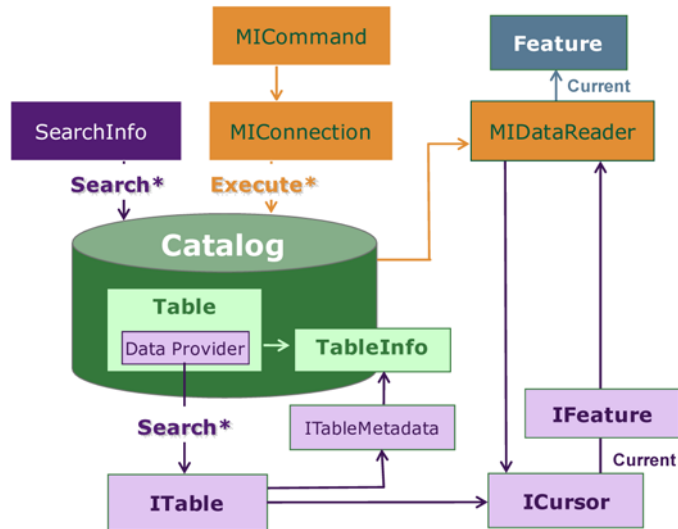 MICommand
Feature
Current
SearchInfo
MIConnection
MIDataReader
Search*
Execute*
Catalog
Table
Data Provider
TableInfo
Search*
ITableMetadata
IFeature
Current
ITable
ICursor